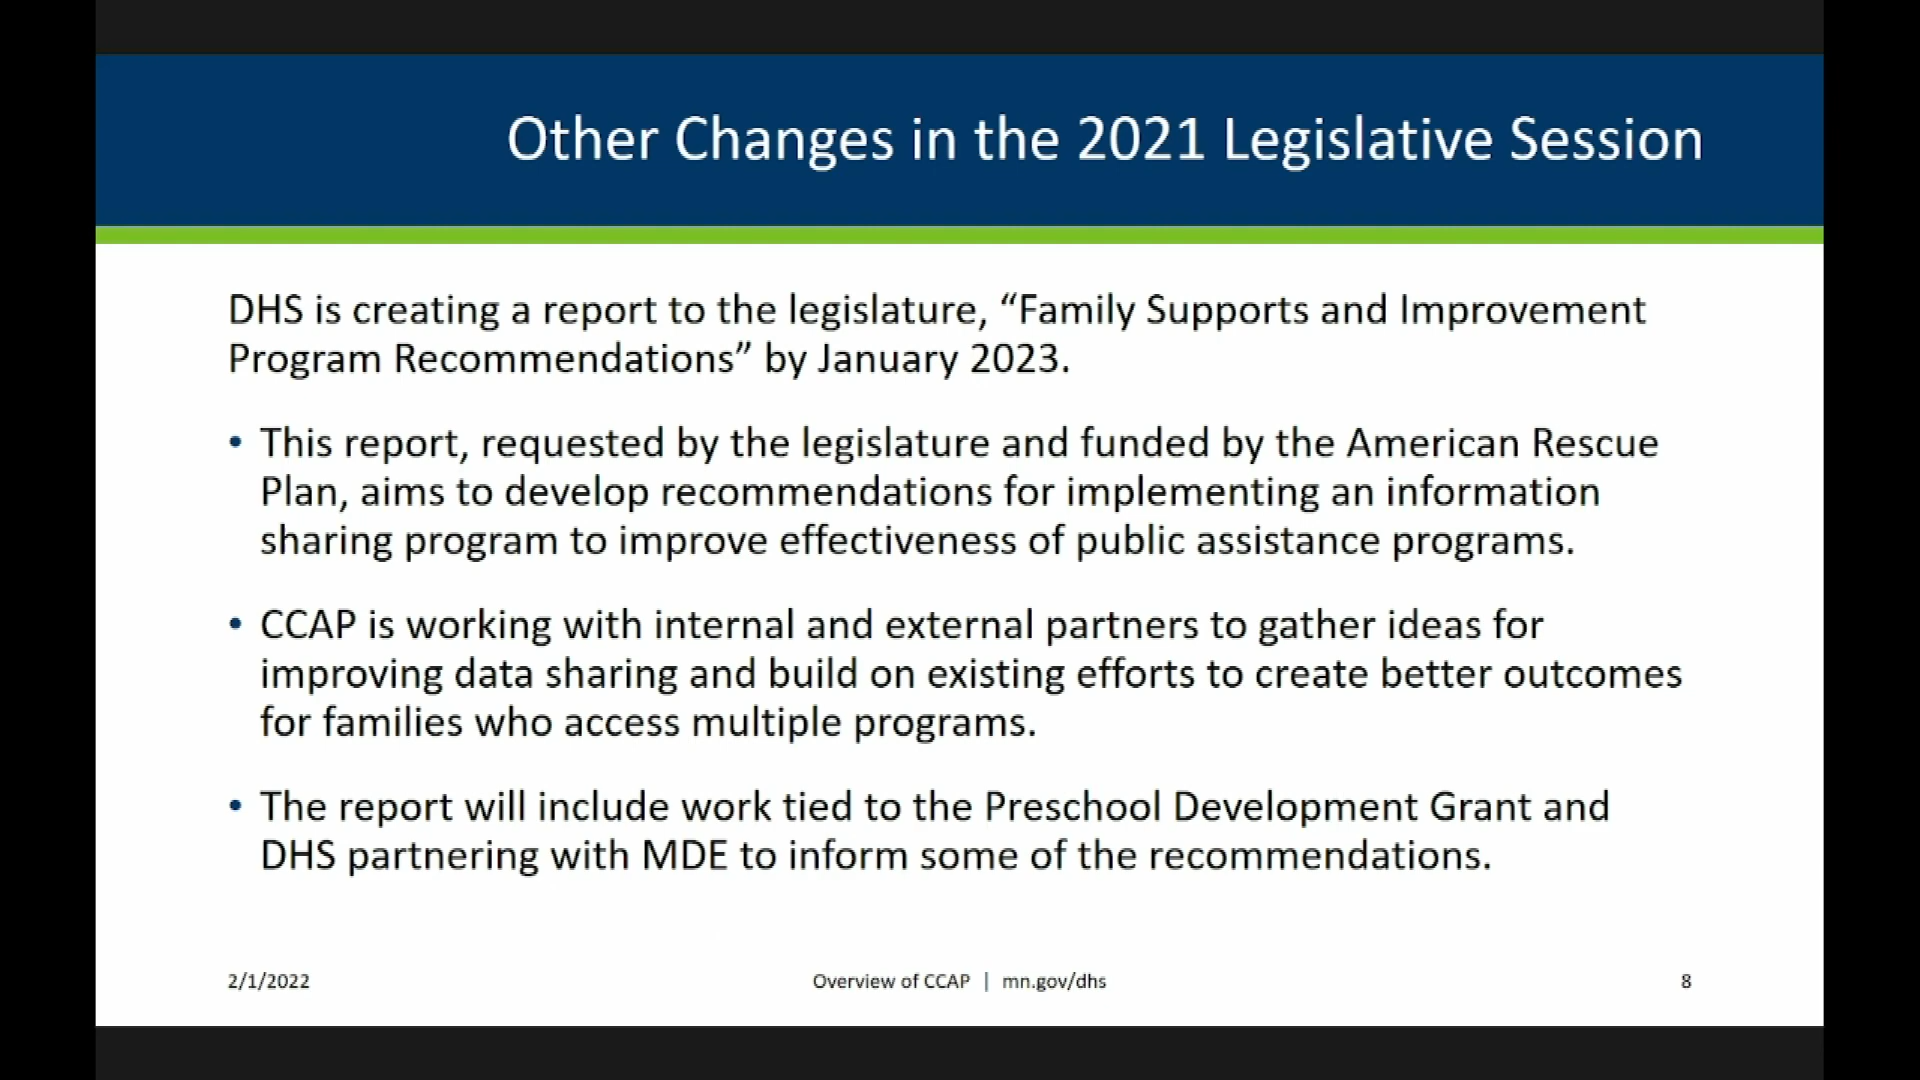 Other Changes in the 2021 Legislative Session
DHS is creating a report to the legislature, “Family Supports and Improvement
Program Recommendations” by January 2023.
• This report, requested by the legislature and funded by the American Rescue
Plan, aims to develop recommendations for implementing an information
sharing program to improve effectiveness of public assistance programs.
• CCAP is working with internal and external partners to gather ideas for
improving data sharing and build on existing efforts to create better outcomes
for families who access multiple programs.
• The report will include work tied to the Preschool Development Grant and
DHS partnering with MDE to inform some of the recommendations.
2/1/2022
Overview of CCAP | mn.gov/dhs
8